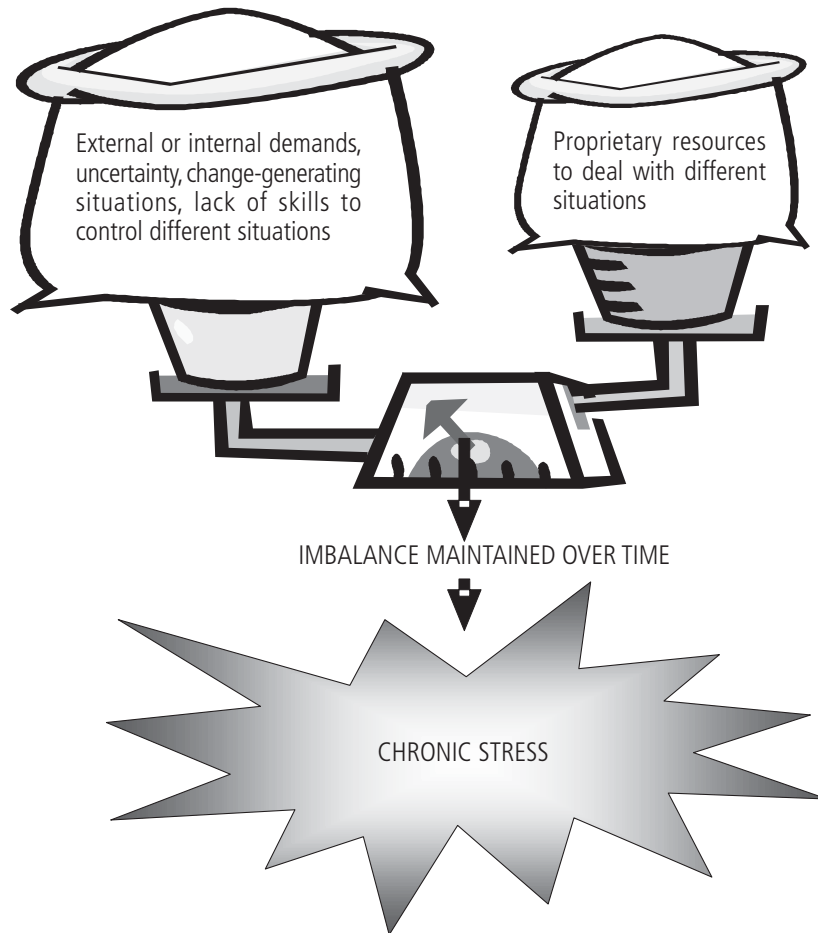 External or internal demands,
uncertainty, change-generating
situations, lack of skills to
control different situations
Proprietary resources
to deal with different
situations
IMBALANCE MAINTAINED OVER TIME
CHRONIC STRESS